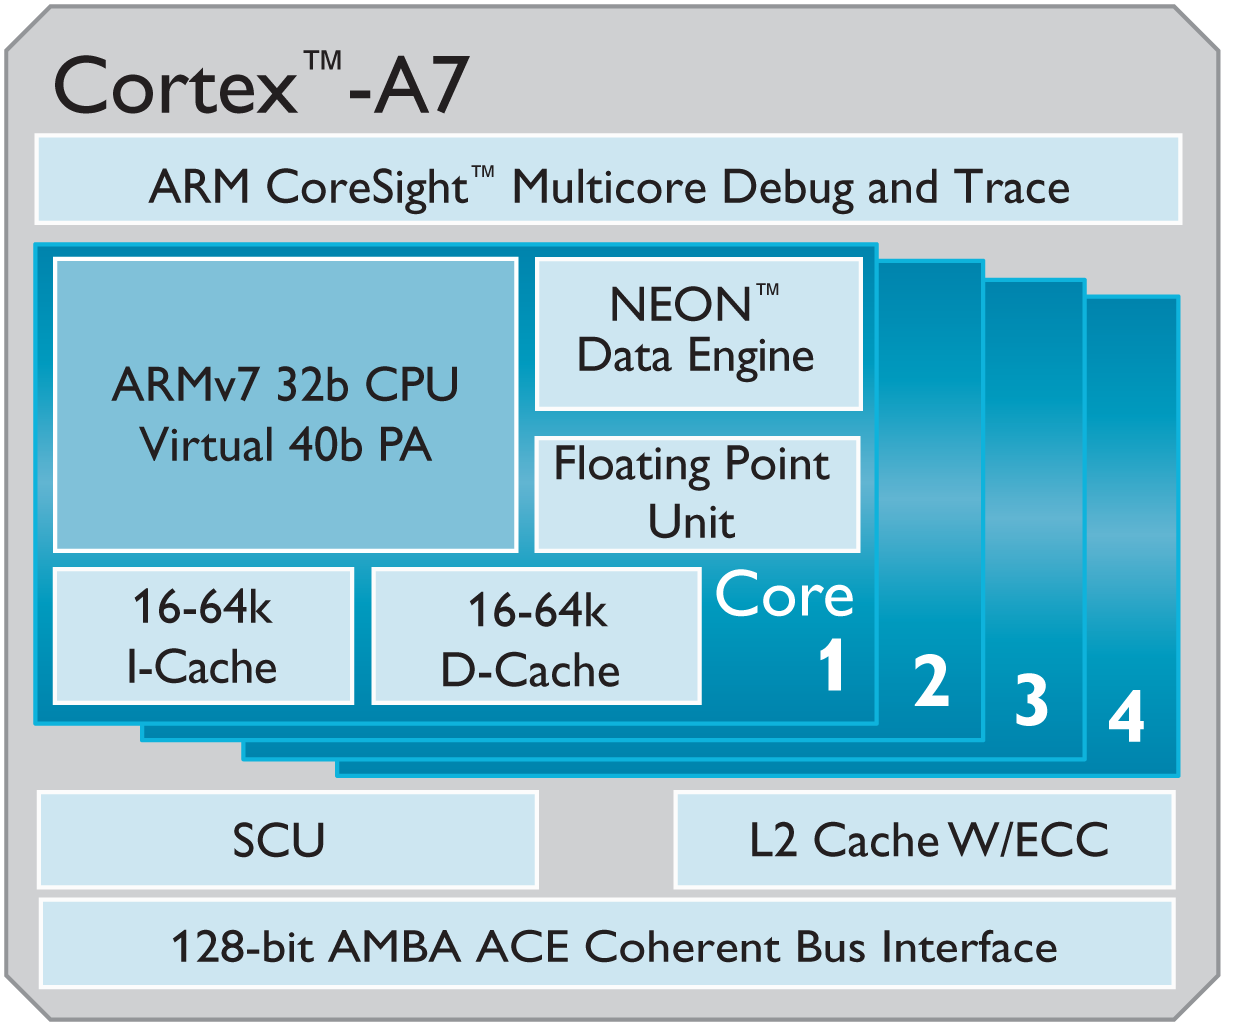 Cortex™-A7
ARM CoreSight™ Multicore Debug and Trace
ARMv7 32b CPU
Virtual 40b PA
NEON™
Data Engine
Floating Point
Unit
16-64k
I-Cache
16-64k
D-Cache
Core
1
2
3
4
SCU
L2 Cache W/ECC
128-bit AMBA ACE Coherent Bus Interface